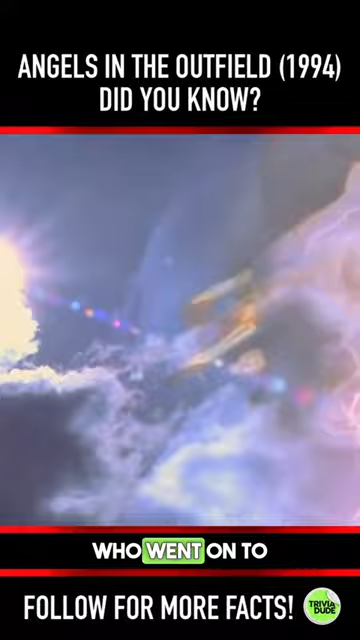 ANGELS IN THE OUTFIELD (1994)
DID YOU KNOW?
WHO WENT ON TO
FOLLOW FOR MORE FACTS!
TRIVIA
DUDE